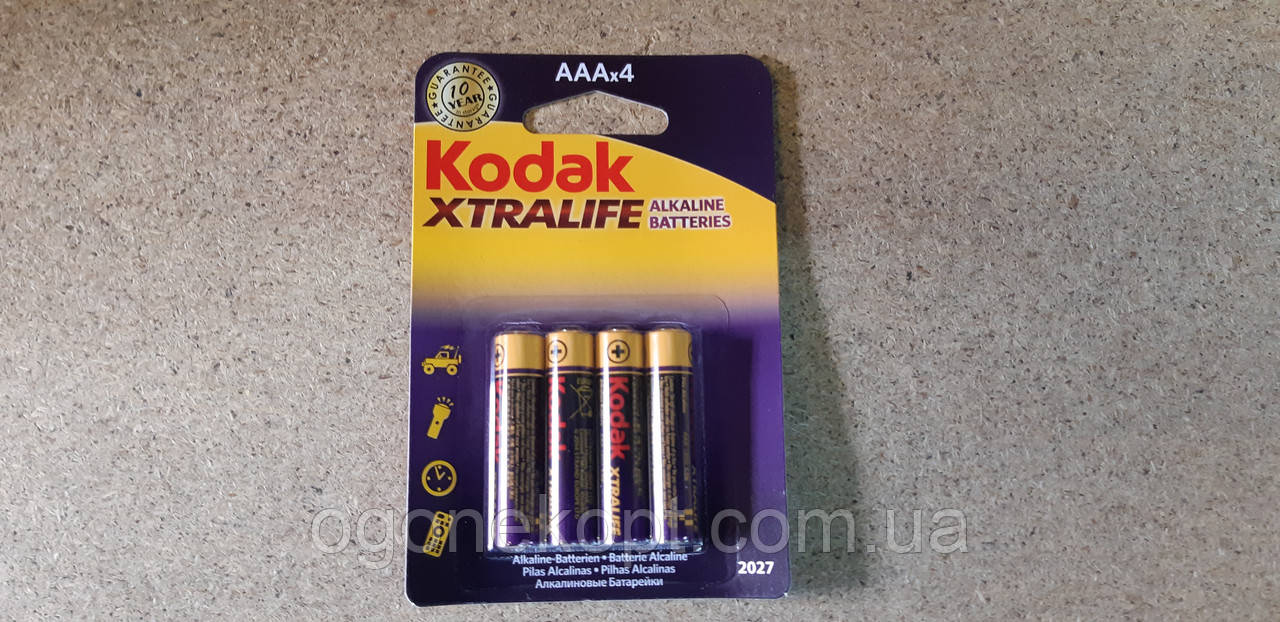 AAAx4
GUARANTEE GUARANTEE
10
YEAR
Kodak
XTRALIFE
ALKALINE
BATTERIES
Kodak
Kodak
Kodak XTRALIFE
ogonekopt.com.ua
Alkaline-Batterien • Batterie Alcaline
Pilas Alcalinas • Pilhas Alcalinas
Алкалиновые Батарейки
2027